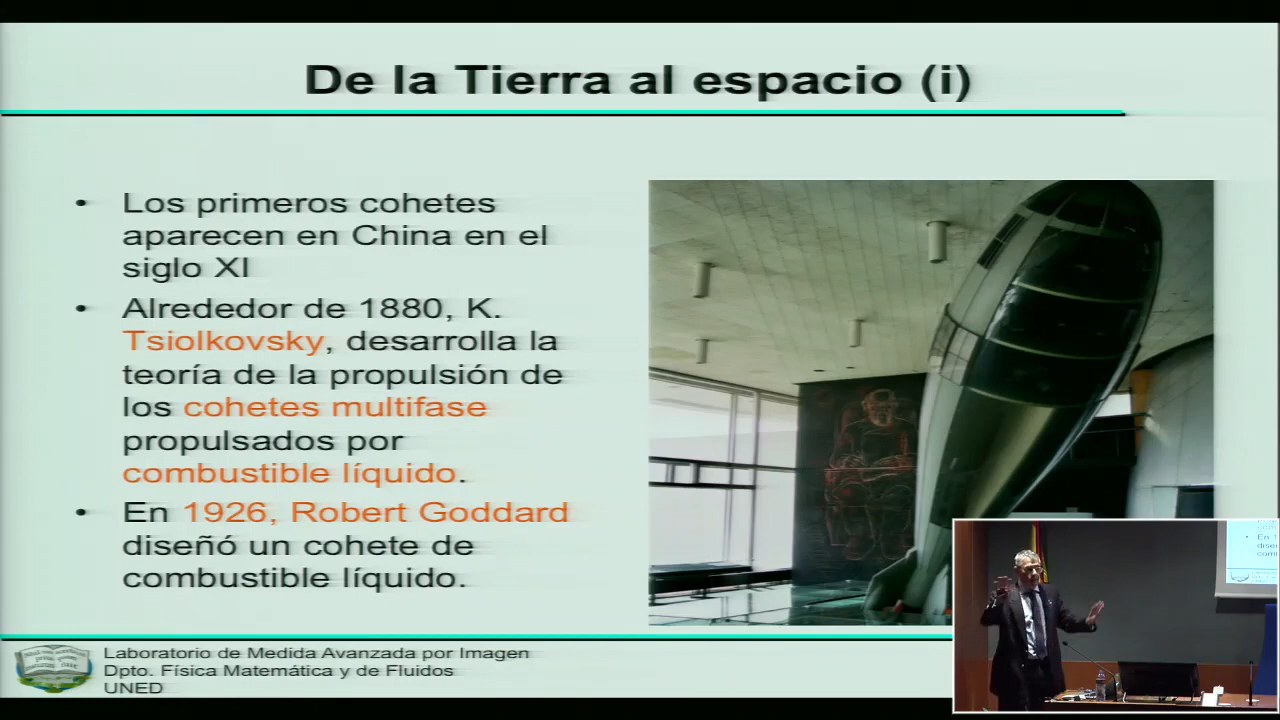 De la Tierra al espacio (i)
• Los primeros cohetes
aparecen en China en el
siglo XI
• Alrededor de 1880, K.
Tsiolkovsky, desarrolla la
teoría de la propulsión de
los cohetes multifase
propulsados por
combustible líquido.
• En 1926, Robert Goddard
diseñó un cohete de
combustible líquido.
Laboratorio de Medida Avanzada por Imagen
Dpto. Física Matemática y de Fluidos
UNED